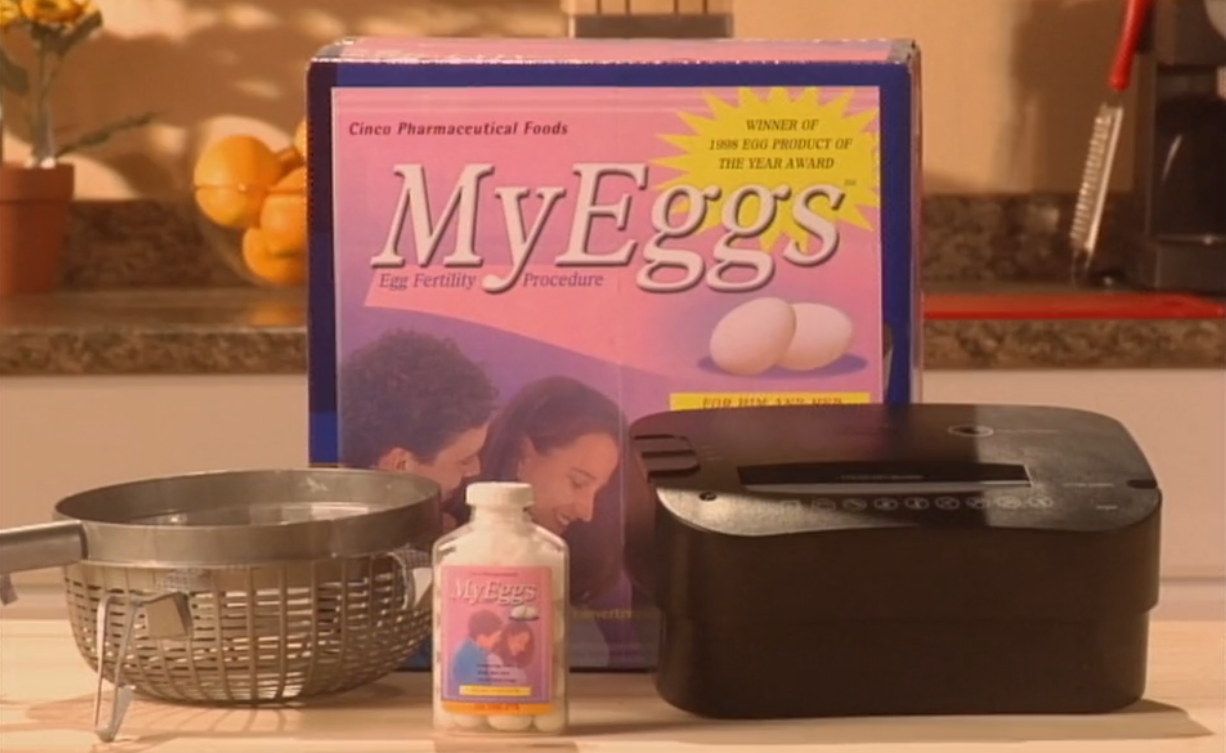 Cinco Pharmaceutical Foods
WINNER OF
1998 EGG PRODUCT OF
THE YEAR AWARD
MyEggs
Egg Fertility Procedure
FOR HIM AND HER
MyEggs